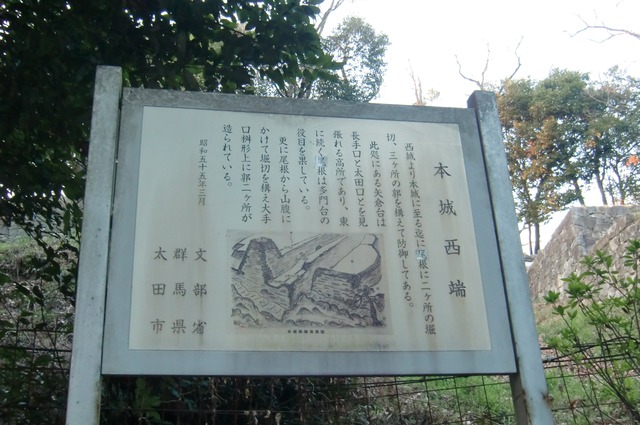 本城西端
西城より本城に至る迄に尾根に二ヶ所の堀
切、三ヶ所の郭を構えて防御してある。
此処にある矢倉台は
長手口と太田口とを見
張れる高所であり、東
に続く尾根は多門台の
役目を果している。
更に尾根から山腹に
かけて堀切を構え大手
口桝形上に郭二ヶ所が
造られている。
昭和五十五年三月
文部省
群馬県
太田市